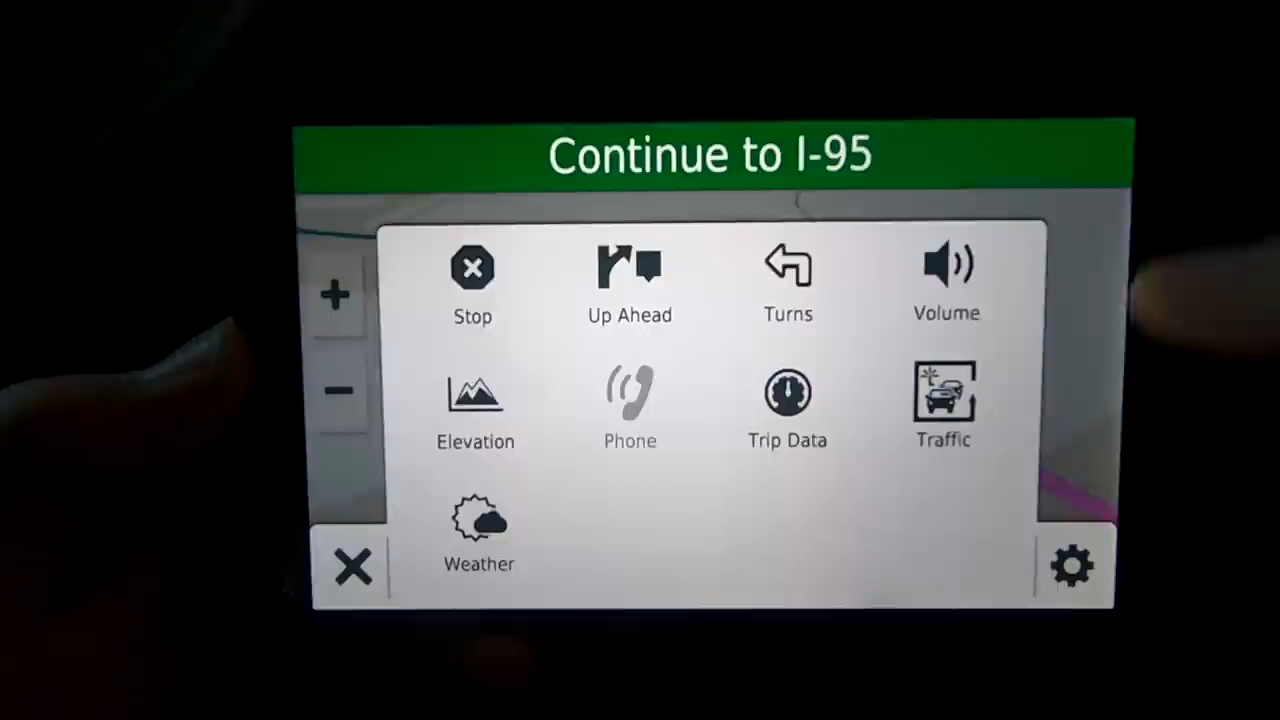 Continue to I-95
Stop
Up Ahead
Turns
Volume
Elevation
Phone
Trip Data
Traffic
Weather